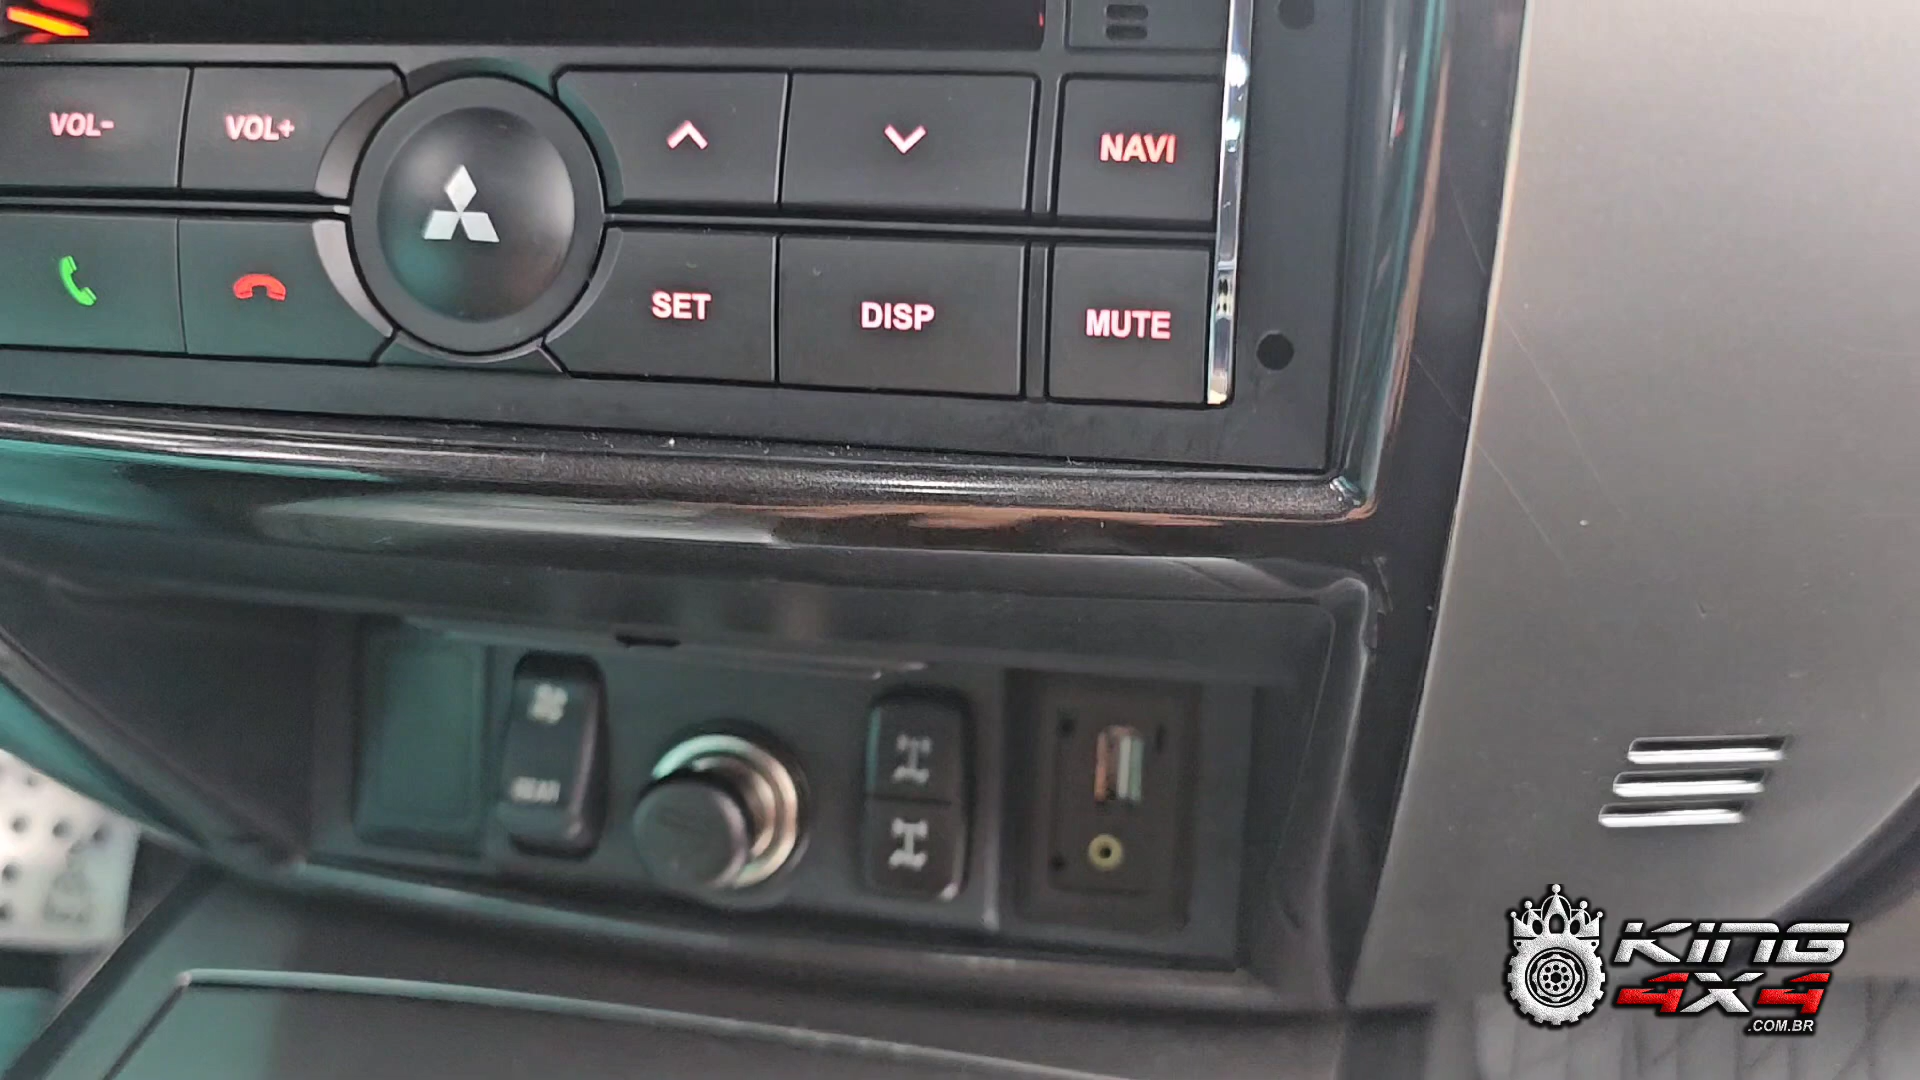 VOL-
VOL+
NAVI
SET
DISP
MUTE
KING
4X4
.COM.BR